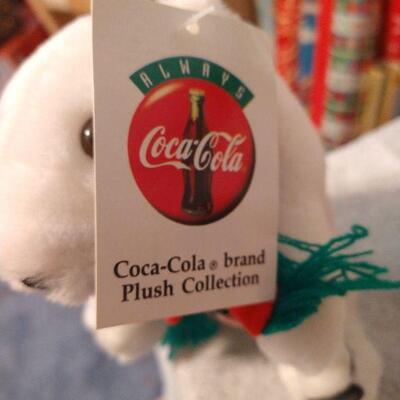 ALWAYS
Coca-Cola ®
Coca-Cola ® brand
Plush Collection